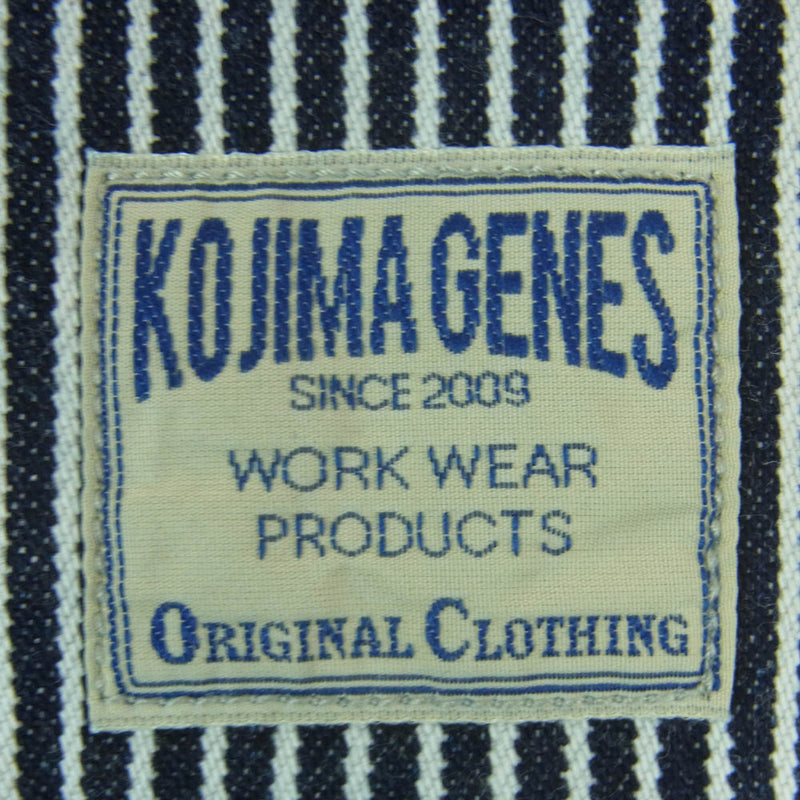 KOJIMA GENES
SINCE 2009
WORK WEAR
PRODUCTS
ORIGINAL CLOTHING